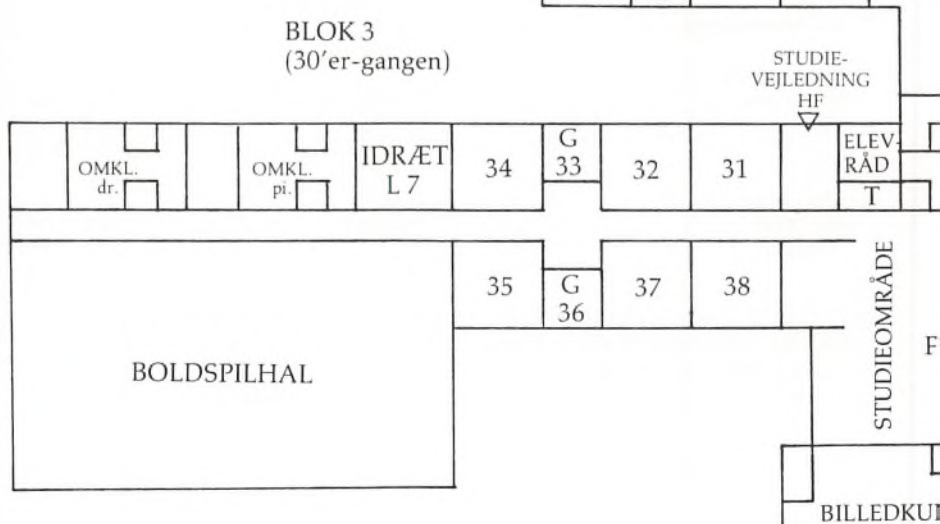 BLOK 3
(30'er-gangen)
STUDIE-
VEJLEDNING
HF
OMKL.
dr.
OMKL.
pi.
IDRÆT
L 7
34
G
33
32
31
ELEV-
RÅD
T
35
G
36
37
38
STUDIEOMRÅDE
F
BOLDSPILHAL
BILLEDKUN